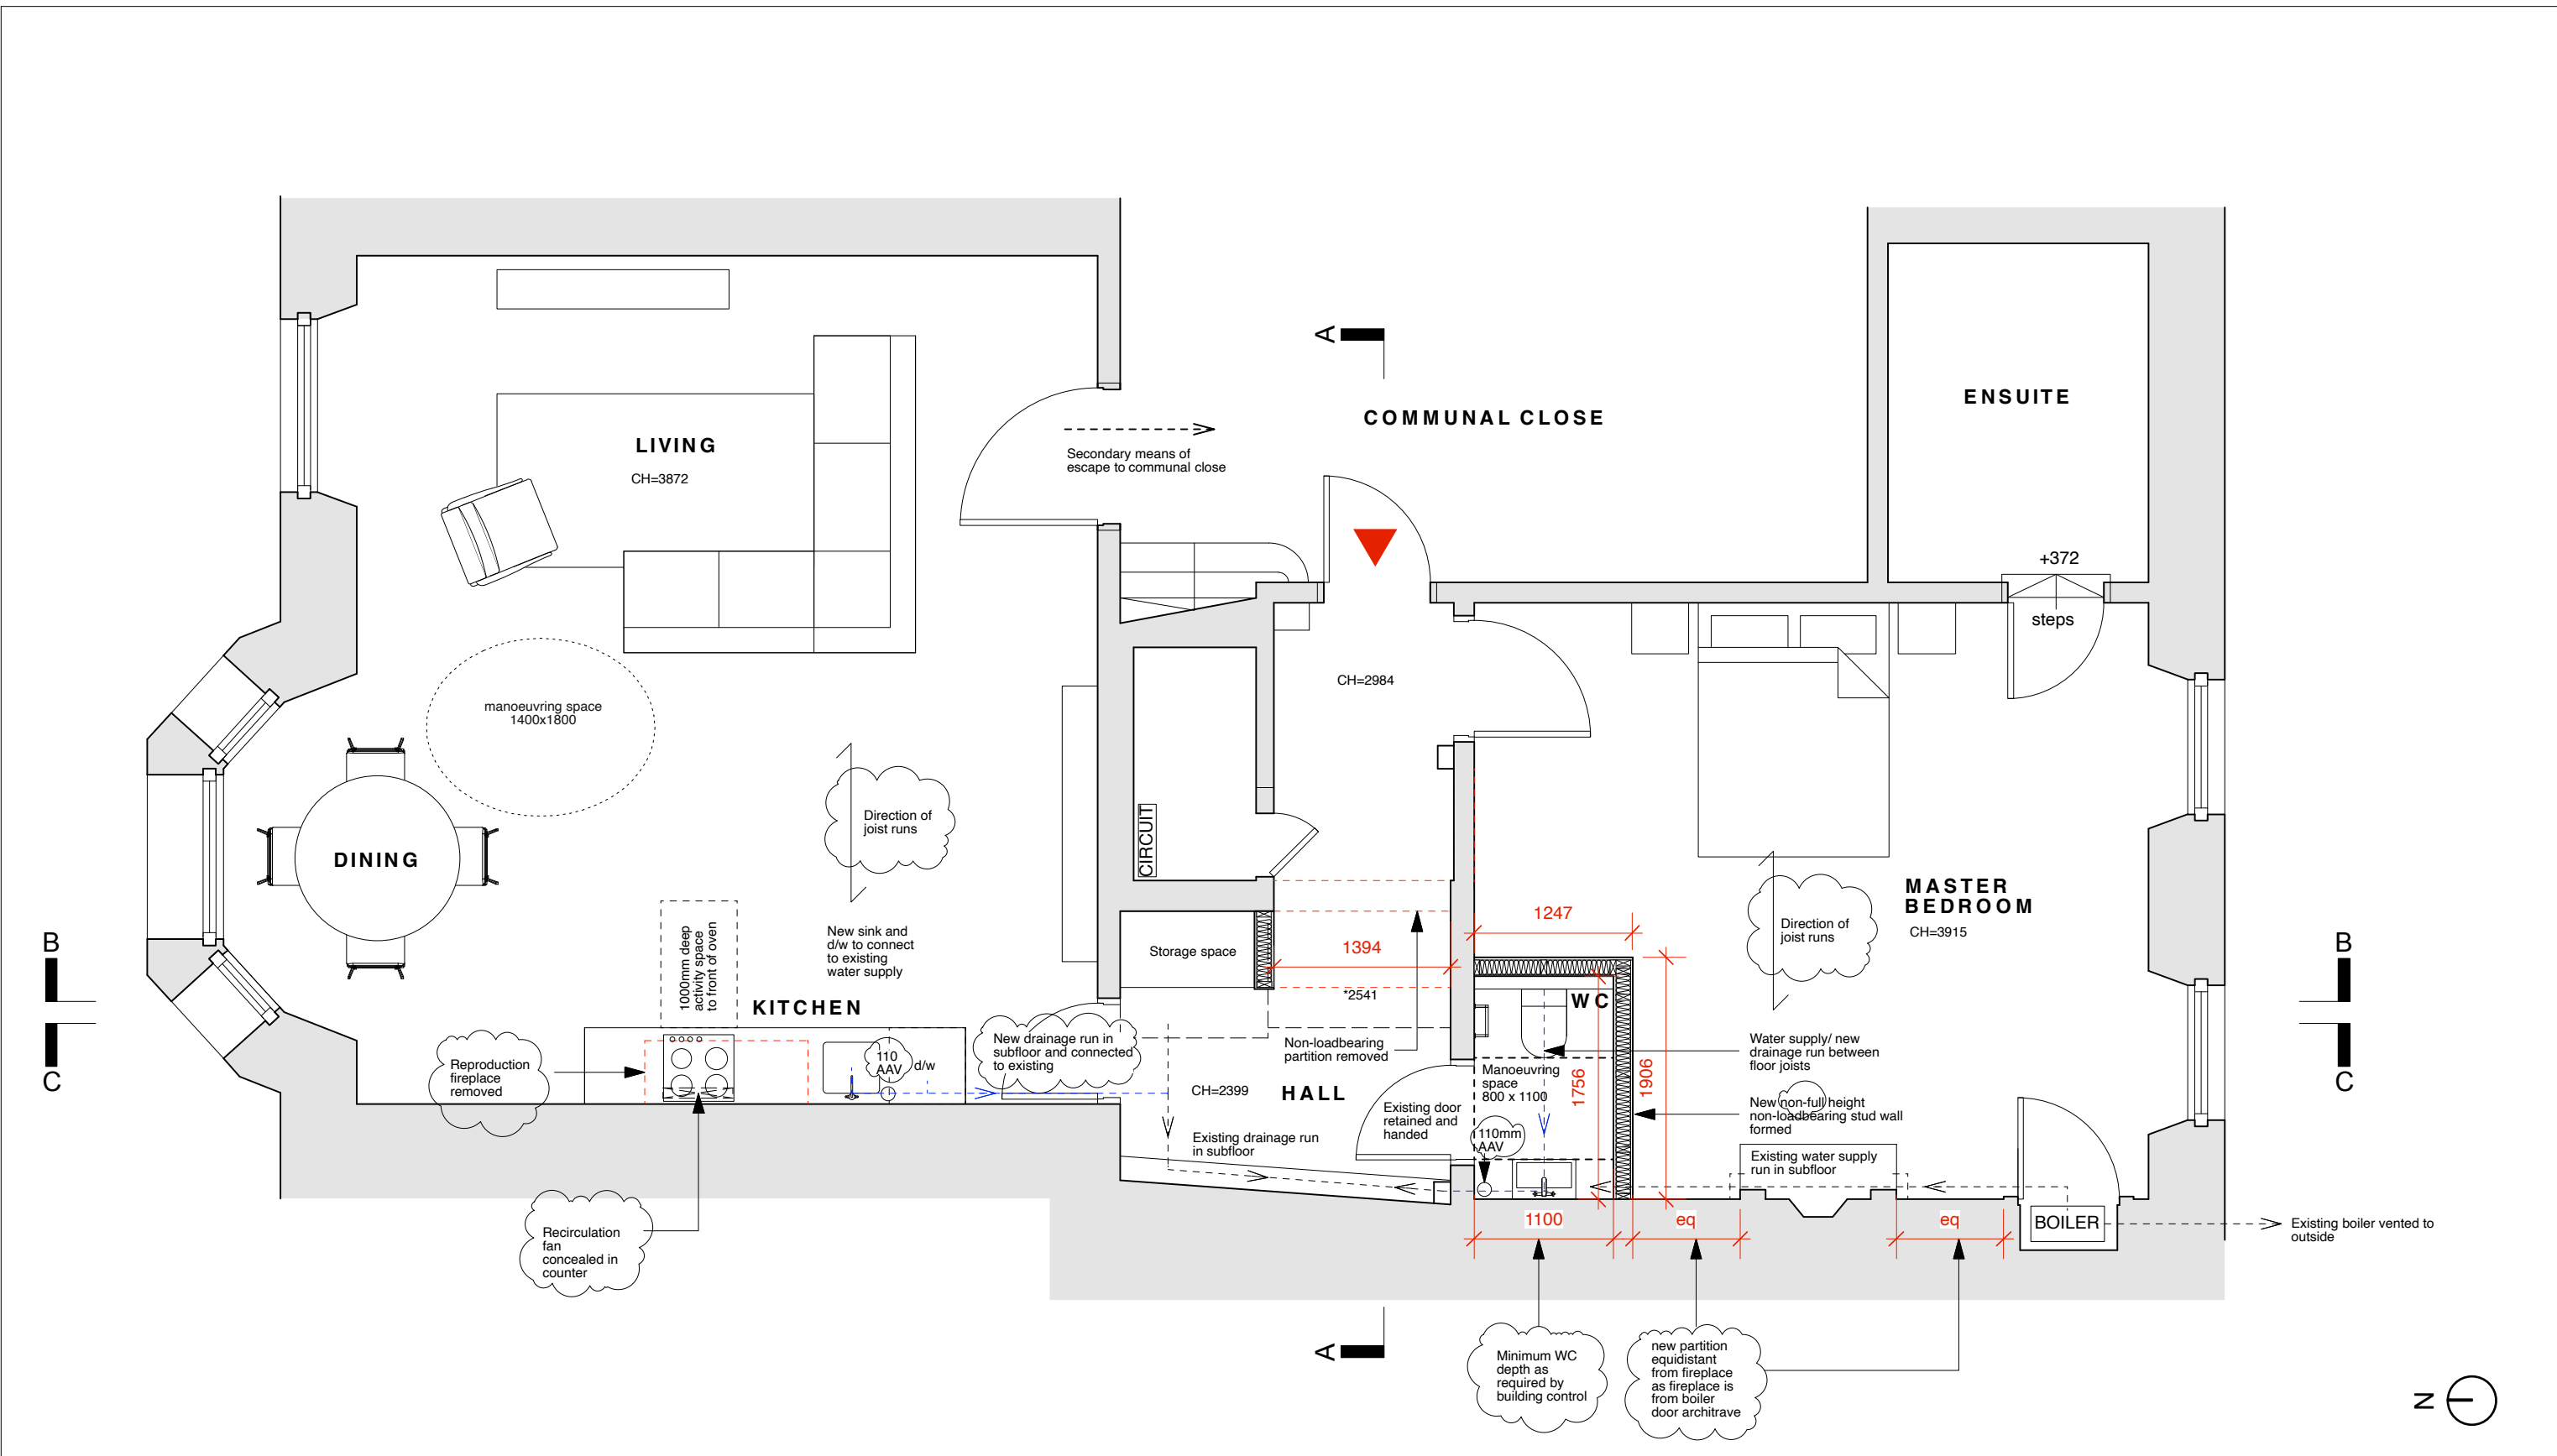 A
COMMUNAL CLOSE
ENSUITE
LIVING
CH=3872
Secondary means of
escape to communal close
+372
steps
CH=2984
manoeuvring space
1400x1800
CIRCUIT
Direction of
joist runs
DINING
MASTER
BEDROOM
CH=3915
Direction of
joist runs
1247
1394
B
C
B
C
1000mm deep
activity space
to front of oven
New sink and
d/w to connect
to existing
water supply
KITCHEN
Storage space
*2541
WC
Reproduction
fireplace
removed
110
AAV
d/w
New drainage run in
subfloor and connected
to existing
Non-loadbearing
partition removed
Water supply/ new
drainage run between
floor joists
Manoeuvring
space
800 x 1100
1756
1906
CH=2399
HALL
Existing door
retained and
handed
New non-full height
non-loadbearing stud wall
formed
110mm
AAV
Existing drainage run
in subfloor
Existing water supply
run in subfloor
Recirculation
fan
concealed in
counter
1100
eq
eq
BOILER
Existing boiler vented to
outside
A
Minimum WC
depth as
required by
building control
new partition
equidistant
from fireplace
as fireplace is
from boiler
door architrave
N